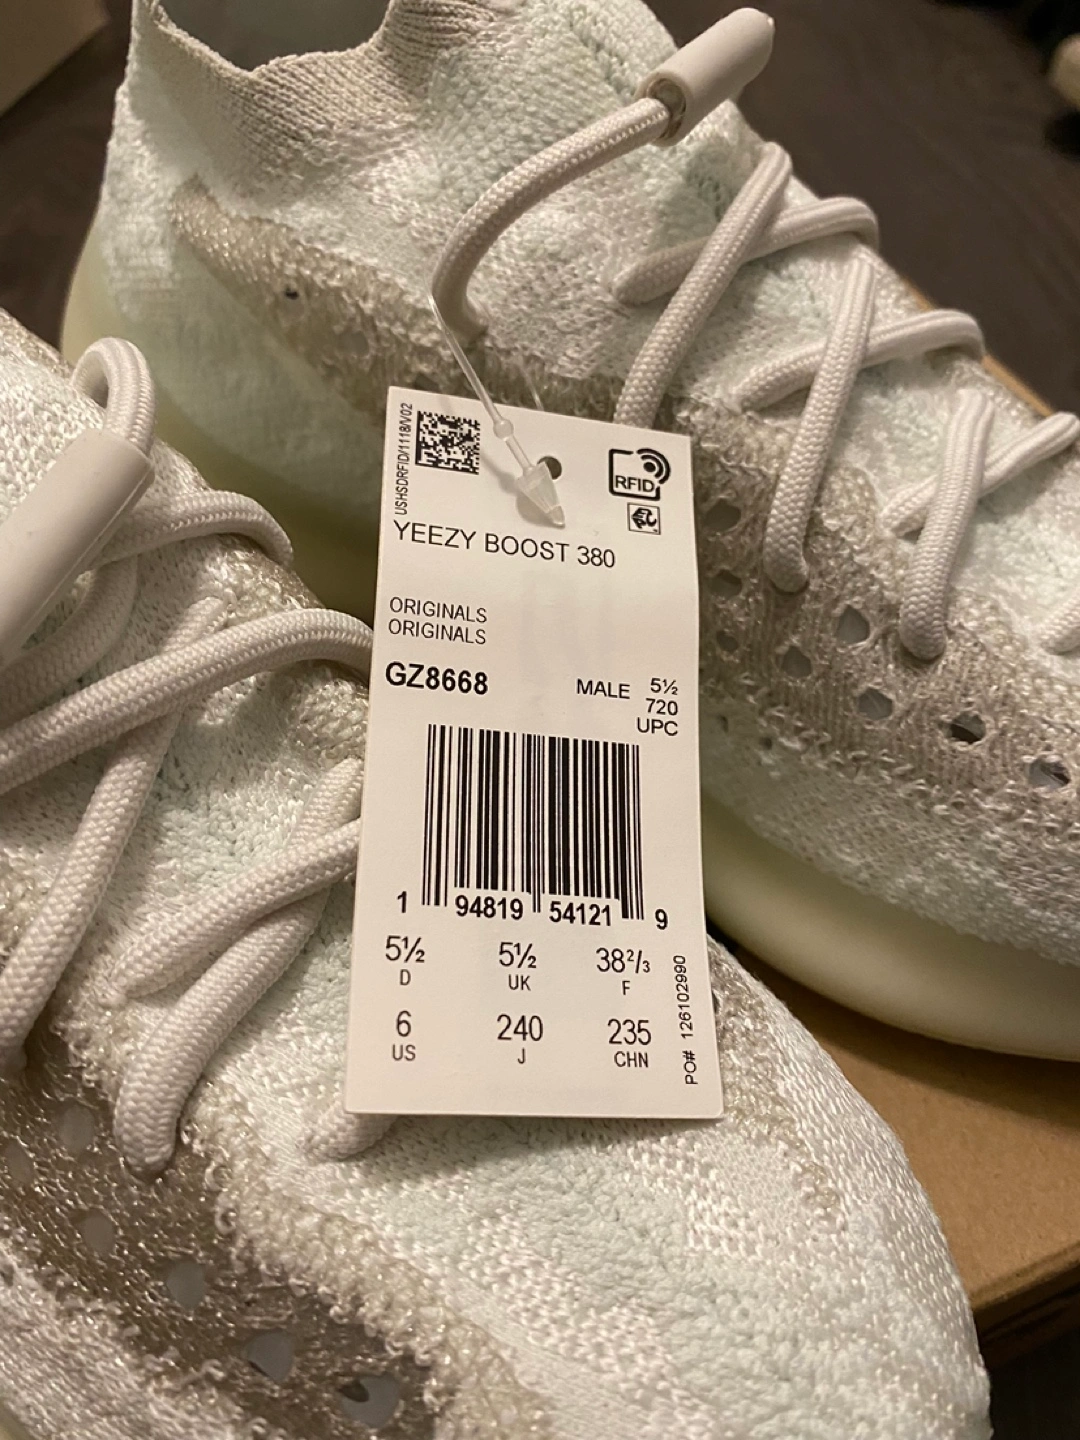 USHSDRFID/1118/V02
RFID
YEEZY BOOST 380
ORIGINALS
ORIGINALS
GZ8668
MALE 5½
720
UPC
1 94819 54121 9
5½ 5½ 38²/₃
D UK F
6 240 235
US J CHN
PO# 126102990